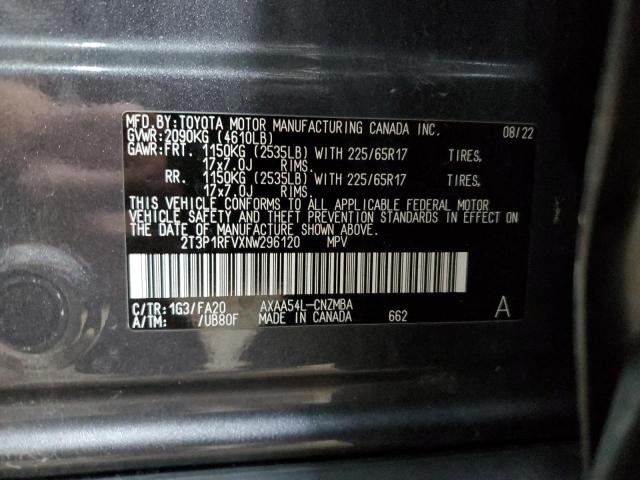 MFD.BY:TOYOTA MOTOR MANUFACTURING CANADA INC. 08/22
GVWR:2090KG (4610LB)
GAWR:FRT. 1150KG (2535LB) WITH 225/65R17 TIRES,
17x7.0J RIMS.
RR. 1150KG (2535LB) WITH 225/65R17 TIRES,
17x7.0J RIMS.
THIS VEHICLE CONFORMS TO ALL APPLICABLE FEDERAL MOTOR
VEHICLE SAFETY AND THEFT PREVENTION STANDARDS IN EFFECT ON
THE DATE OF MANUFACTURE SHOWN ABOVE.
2T3P1RFVXNW296120 MPV
C/TR:1G3/FA20 AXAA54L-CNZMBA
A/TM: /UB80F MADE IN CANADA 662 A